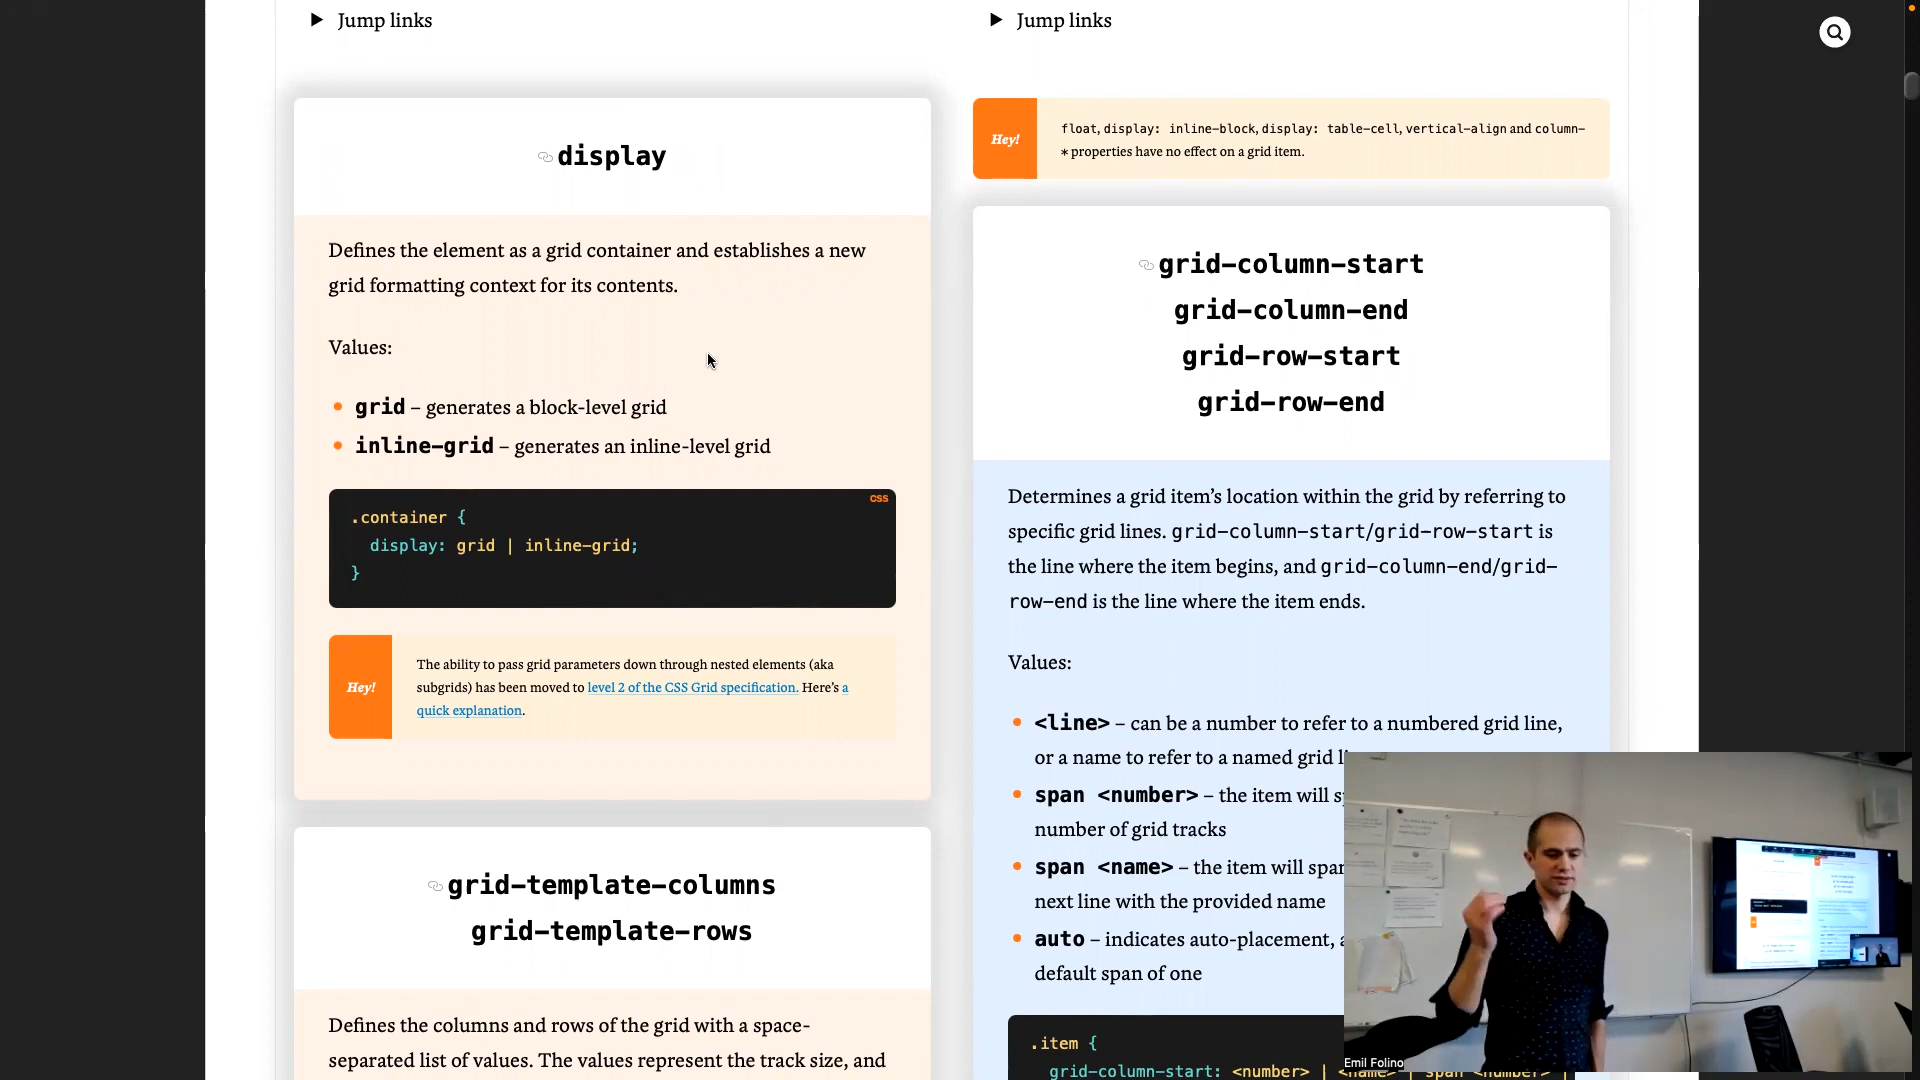 Jump links
display
Defines the element as a grid container and establishes a new
grid formatting context for its contents.
Values:
grid – generates a block-level grid
inline-grid – generates an inline-level grid
CSS
.container {
display: grid | inline-grid;
}
Hey!
The ability to pass grid parameters down through nested elements (aka
subgrids) has been moved to level 2 of the CSS Grid specification. Here’s a
quick explanation.
grid-template-columns
grid-template-rows
Defines the columns and rows of the grid with a space-
separated list of values. The values represent the track size, and
Jump links
Hey!
float, display: inline-block, display: table-cell, vertical-align and column-
* properties have no effect on a grid item.
grid-column-start
grid-column-end
grid-row-start
grid-row-end
Determines a grid item’s location within the grid by referring to
specific grid lines. grid-column-start/grid-row-start is
the line where the item begins, and grid-column-end/grid-
row-end is the line where the item ends.
Values:
<line> – can be a number to refer to a numbered grid line,
or a name to refer to a named grid
span <number> – the item will
number of grid tracks
span <name> – the item will span
next line with the provided name
auto – indicates auto-placement,
default span of one
.item {
grid-column-start: <number> | <name> | span <number> |
Emil Folino